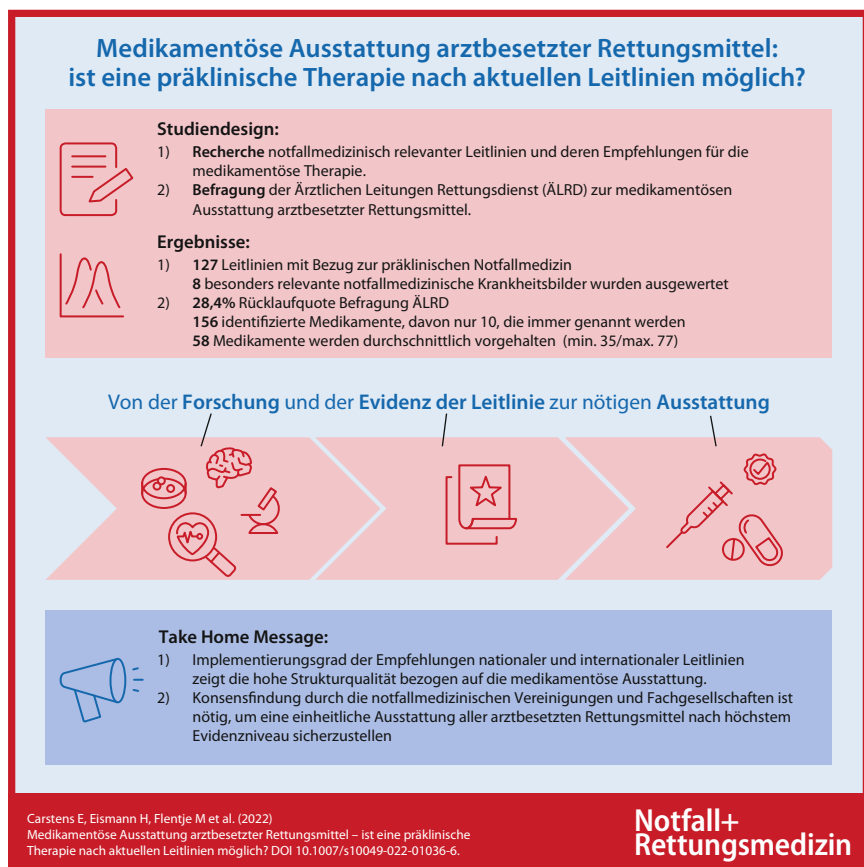 Medikamentöse Ausstattung arztbesetzter Rettungsmittel:
ist eine präklinische Therapie nach aktuellen Leitlinien möglich?
Studiendesign:
1) Recherche notfallmedizinisch relevanter Leitlinien und deren Empfehlungen für die
medikamentöse Therapie.
2) Befragung der Ärztlichen Leitungen Rettungsdienst (ÄLRD) zur medikamentösen
Ausstattung arztbesetzter Rettungsmittel.
Ergebnisse:
1) 127 Leitlinien mit Bezug zur präklinischen Notfallmedizin
8 besonders relevante notfallmedizinische Krankheitsbilder wurden ausgewertet
2) 28,4% Rücklaufquote Befragung ÄLRD
156 identifizierte Medikamente, davon nur 10, die immer genannt werden
58 Medikamente werden durchschnittlich vorgehalten (min. 35/max. 77)
Von der Forschung und der Evidenz der Leitlinie zur nötigen Ausstattung
Take Home Message:
1) Implementierungsgrad der Empfehlungen nationaler und internationaler Leitlinien
zeigt die hohe Strukturqualität bezogen auf die medikamentöse Ausstattung.
2) Konsensfindung durch die notfallmedizinischen Vereinigungen und Fachgesellschaften ist
nötig, um eine einheitliche Ausstattung aller arztbesetzten Rettungsmittel nach höchstem
Evidenzniveau sicherzustellen
Carstens E, Eismann H, Flentje M et al. (2022)
Medikamentöse Ausstattung arztbesetzter Rettungsmittel – ist eine präklinische
Therapie nach aktuellen Leitlinien möglich? DOI 10.1007/s10049-022-01036-6.
Notfall+
Rettungsmedizin